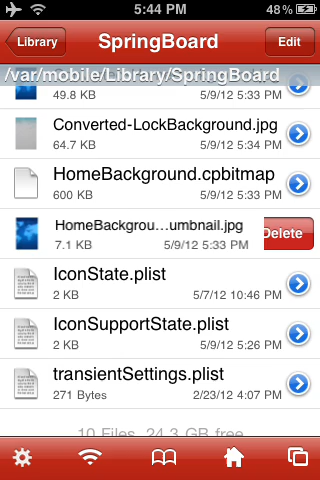 5:44 PM 48%
Library SpringBoard Edit
/var/mobile/Library/SpringBoard
49.8 KB 5/9/12 5:33 PM
Converted-LockBackground.jpg
64.7 KB 5/9/12 5:34 PM
HomeBackground.cpbitmap
600 KB 5/9/12 5:33 PM
HomeBackgrou…umbnail.jpg
7.1 KB 5/9/12 5:33 PM
Delete
IconState.plist
2 KB 5/7/12 10:46 PM
IconSupportState.plist
2 KB 5/9/12 5:26 PM
transientSettings.plist
271 Bytes 2/23/12 4:07 PM
10 Files, 24.3 GB free